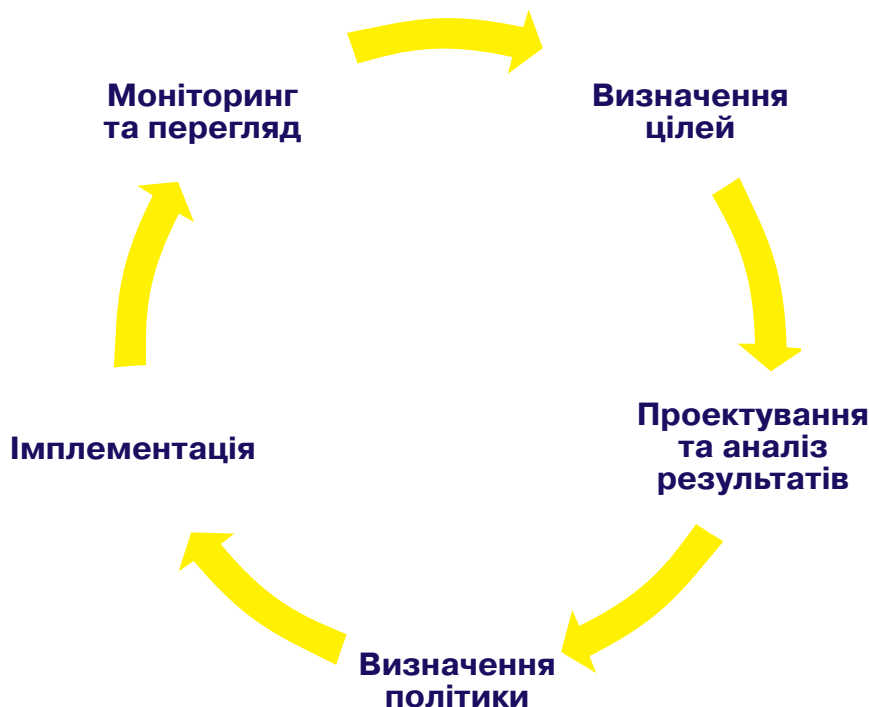 Моніторинг
та перегляд
Визначення
цілей
Проектування
та аналіз
результатів
Визначення
політики
Імплементація